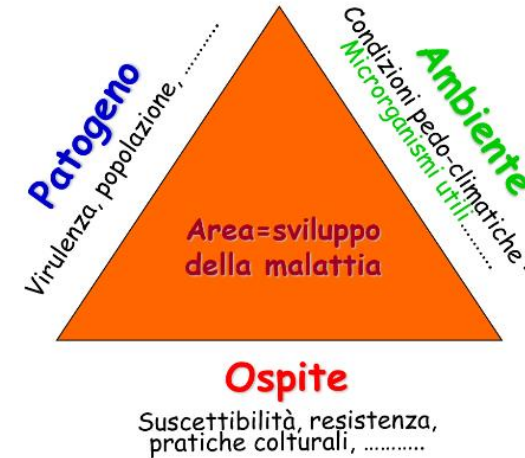 Patogeno
Virulenza, popolazione, ..........
Condizioni pedo-climatiche
Microrganismi utili ..........
Ambiente
Area=sviluppo
della malattia
Ospite
Suscettibilità, resistenza,
pratiche colturali, ...........